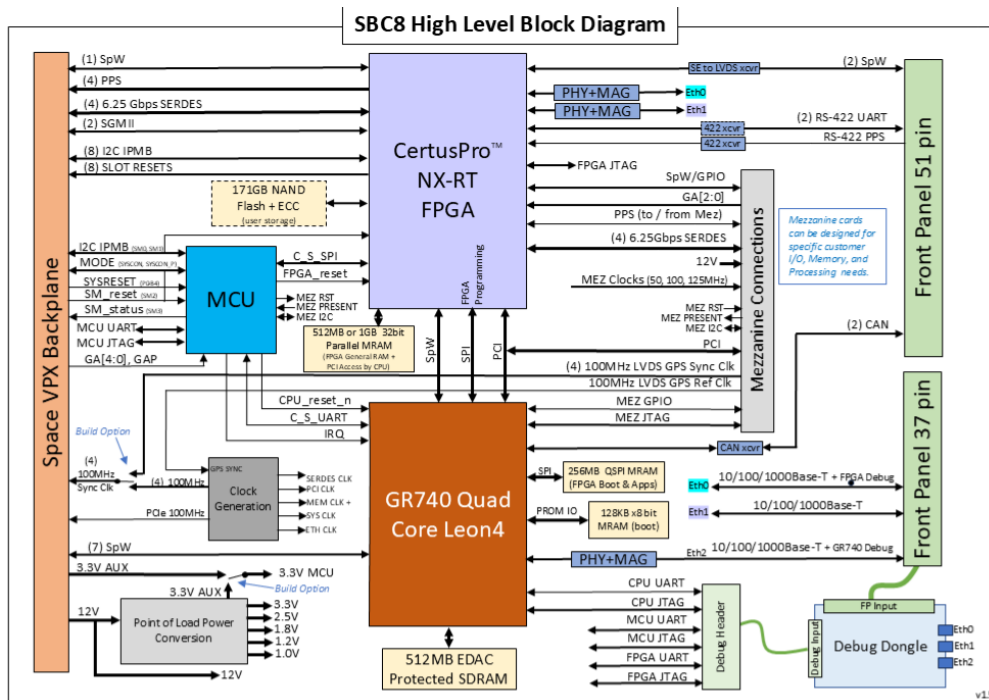 SBC8 High Level Block Diagram
Space VPX Backplane
(1) SpW
(4) PPS
(4) 6.25 Gbps SERDES
(2) SGMII
(8) I2C IPMB
(8) SLOT RESETS
171GB NAND
Flash + ECC
(user storage)
I2C IPMB (SM0, SM1)
MODE (SYSCON, SYSCON_P)
SYSRESET
SM_reset (SM2)
SM_status (SM3)
MCU UART
MCU JTAG
GA[4:0], GAP
MCU
C_S_SPI
FPGA_reset
MEZ RST
MEZ PRESENT
MEZ I2C
512MB or 1GB 32bit
Parallel MRAM
(FPGA General RAM +
PCI Access by CPU)
CPU_reset_n
C_S_UART
IRQ
Build Option
(4)
100MHz
Sync Clk
(4) 100MHz
PCIe 100MHz
GPS SYNC
Clock
Generation
SERDES CLK
PCI CLK
MEM CLK +
SYS CLK
ETH CLK
(7) SpW
3.3V AUX
3.3V MCU
Build Option
3.3V AUX
12V
Point of Load Power
Conversion
3.3V
2.5V
1.8V
1.2V
1.0V
12V
CertusPro™
NX-RT
FPGA
FPGA
Programming
SpW
SPI
PCI
GR740 Quad
Core Leon4
512MB EDAC
Protected SDRAM
SE to LVDS xcvr
(2) SpW
PHY+MAG
Eth0
PHY+MAG
Eth1
422 xcvr
(2) RS-422 UART
422 xcvr
RS-422 PPS
FPGA JTAG
SpW/GPIO
GA[2:0]
PPS (to / from Mez)
(4) 6.25Gbps SERDES
12V
MEZ Clocks (50, 100, 125MHz)
MEZ RST
MEZ PRESENT
MEZ I2C
PCI
(4) 100MHz LVDS GPS Sync Clk
100MHz LVDS GPS Ref Clk
MEZ GPIO
MEZ JTAG
Mezzanine Connections
Mezzanine cards
can be designed for
specific customer
I/O, Memory, and
Processing needs.
(2) CAN
CAN xcvr
Front Panel 51 pin
SPI
256MB QSPI MRAM
(FPGA Boot & Apps)
PROM IO
128KB x8 bit
MRAM (boot)
Eth0
10/100/1000Base-T + FPGA Debug
Eth1
10/100/1000Base-T
PHY+MAG
Eth2
10/100/1000Base-T + GR740 Debug
Front Panel 37 pin
CPU UART
CPU JTAG
MCU UART
MCU JTAG
FPGA UART
FPGA JTAG
Debug Header
FP Input
Debug Input
Debug Dongle
Eth0
Eth1
Eth2